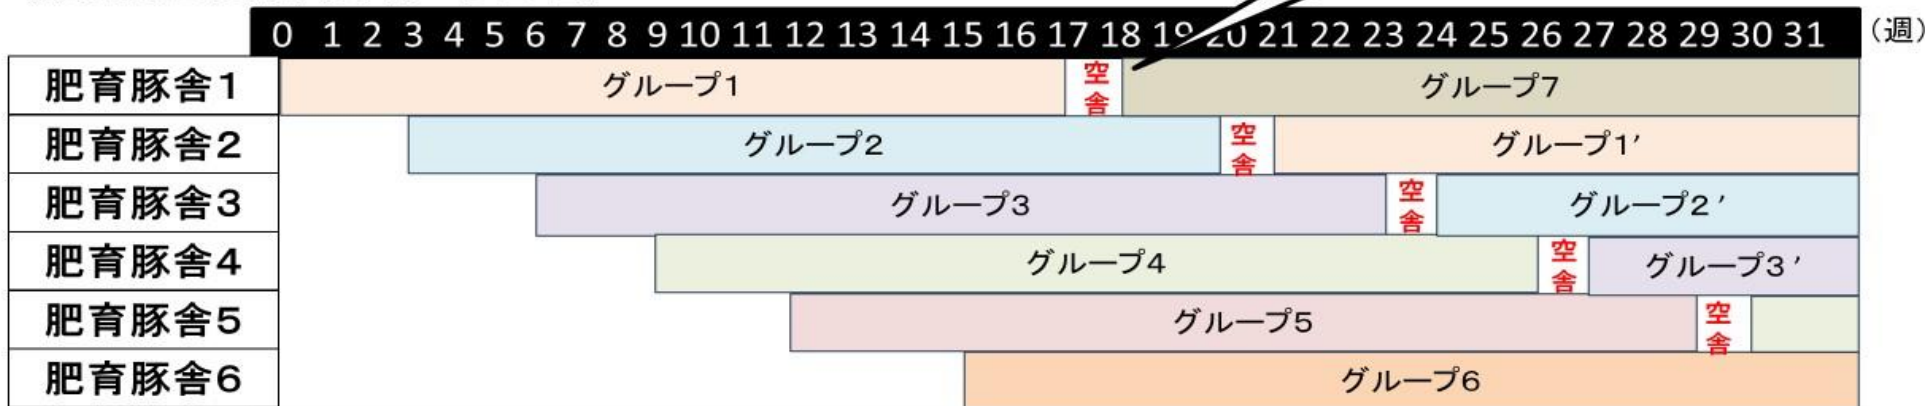 0 1 2 3 4 5 6 7 8 9 10 11 12 13 14 15 16 17 18 19 20 21 22 23 24 25 26 27 28 29 30 31 (週)
肥育豚舎1 グループ1 空舎 グループ7
肥育豚舎2 グループ2 空舎 グループ1′
肥育豚舎3 グループ3 空舎 グループ2′
肥育豚舎4 グループ4 空舎 グループ3′
肥育豚舎5 グループ5 空舎
肥育豚舎6 グループ6